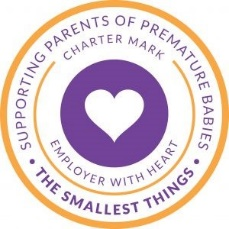 SUPPORTING PARENTS OF PREMATURE BABIES
CHARTER MARK
EMPLOYER WITH HEART
• THE SMALLEST THINGS •